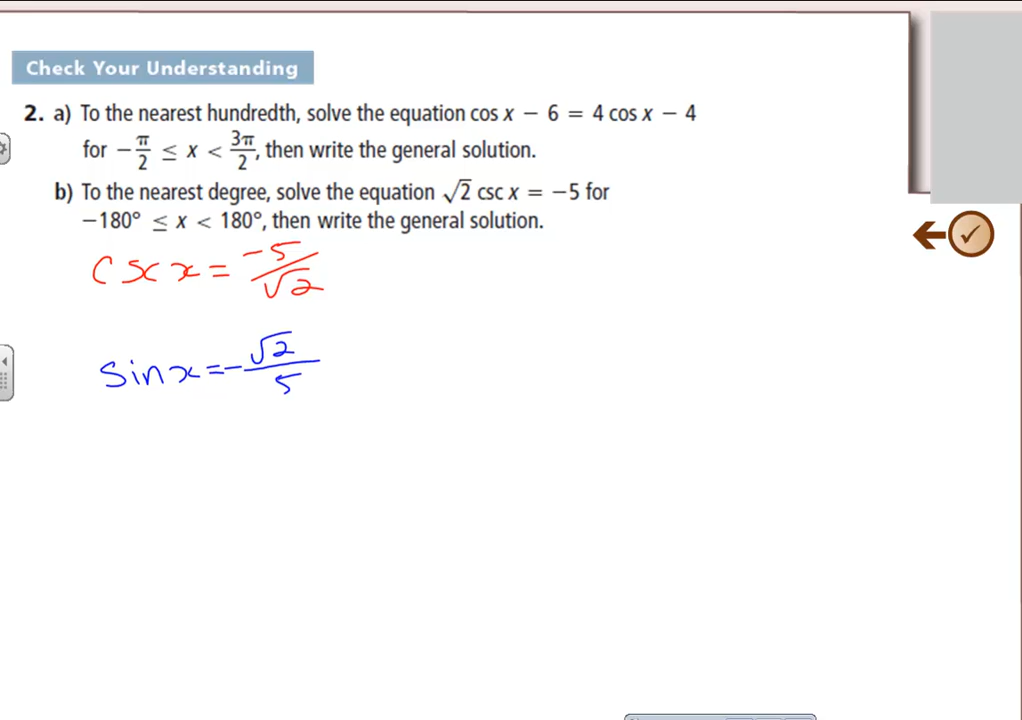 Check Your Understanding
2. a) To the nearest hundredth, solve the equation cos x − 6 = 4 cos x − 4
for −π/2 ≤ x < 3π/2, then write the general solution.
b) To the nearest degree, solve the equation √2 csc x = −5 for
−180° ≤ x < 180°, then write the general solution.
csc x = -5/√2
sin x = -√2/5